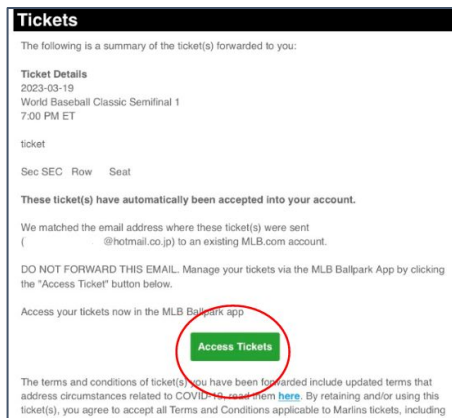 Tickets
The following is a summary of the ticket(s) forwarded to you:
Ticket Details
2023-03-19
World Baseball Classic Semifinal 1
7:00 PM ET
ticket
Sec SEC Row Seat
These ticket(s) have automatically been accepted into your account.
We matched the email address where these ticket(s) were sent
( @hotmail.co.jp) to an existing MLB.com account.
DO NOT FORWARD THIS EMAIL. Manage your tickets via the MLB Ballpark App by clicking
the "Access Ticket" button below.
Access your tickets now in the MLB Ballpark app
Access Tickets
The terms and conditions of ticket(s) you have been forwarded include updated terms that
address circumstances related to COVID-19, read them here. By retaining and/or using this
ticket(s), you agree to accept all Terms and Conditions applicable to Marlins tickets, including